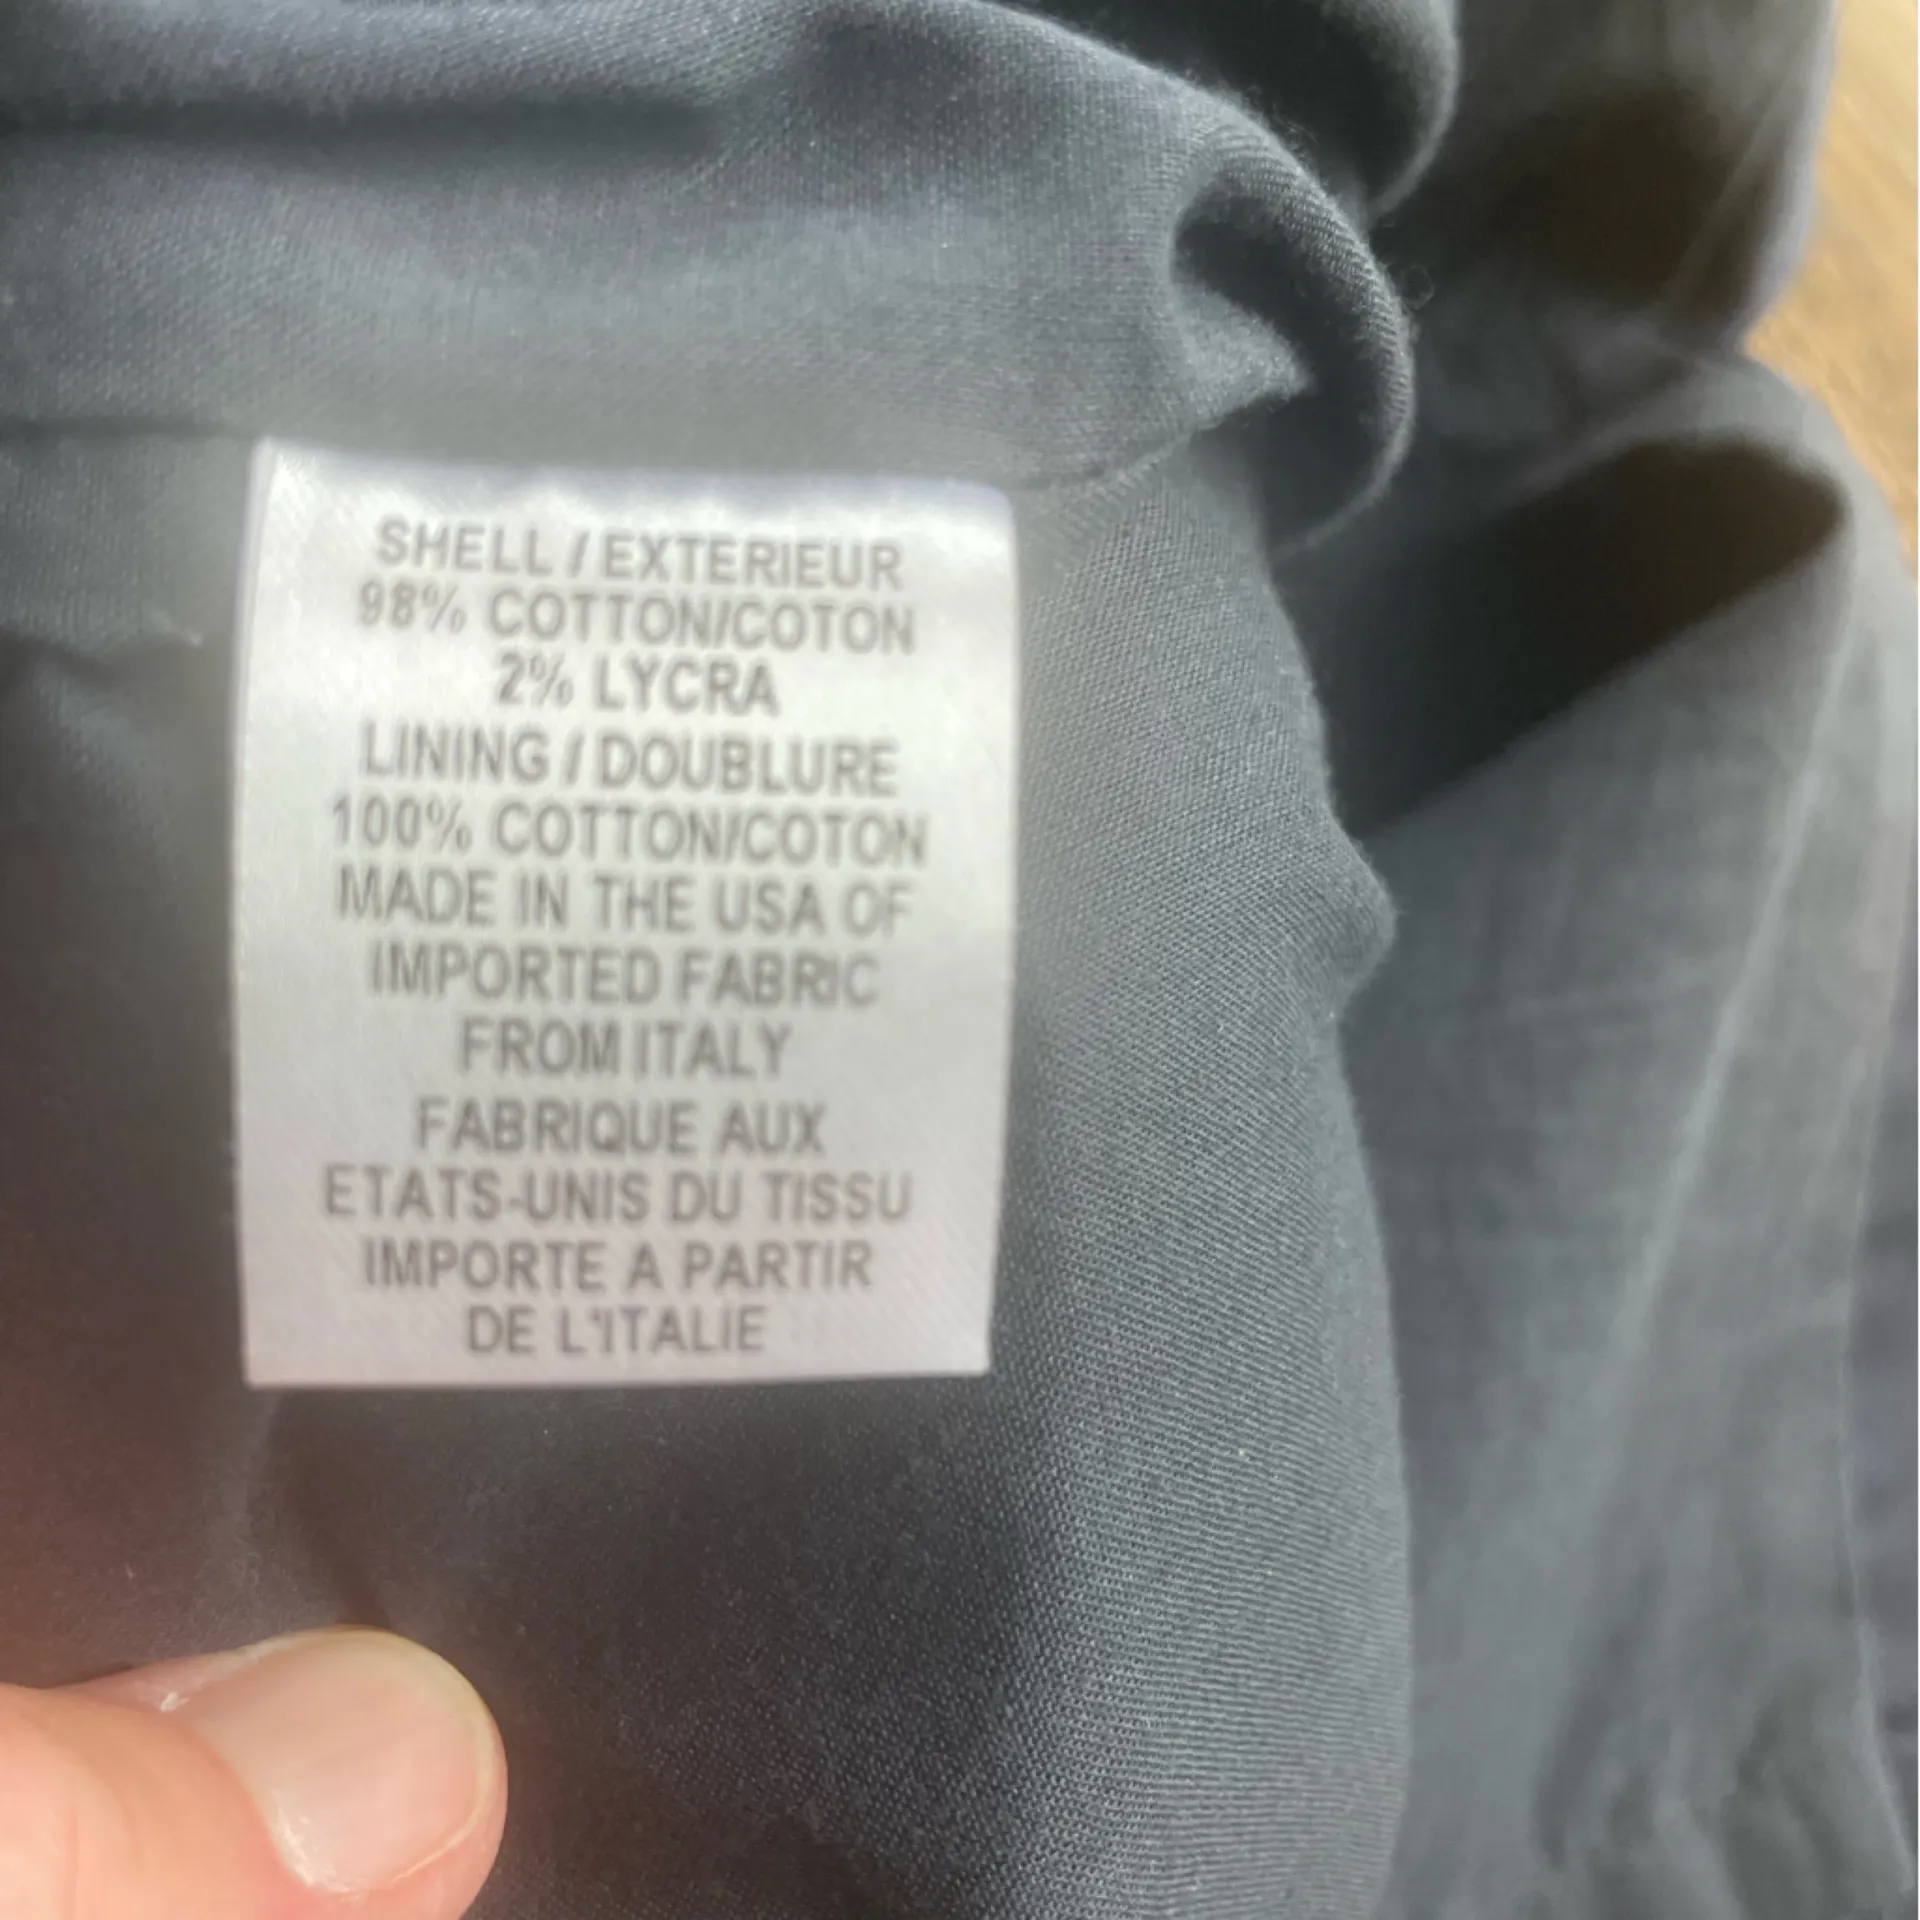 SHELL / EXTERIEUR
98% COTTON/COTON
2% LYCRA
LINING / DOUBLURE
100% COTTON/COTON
MADE IN THE USA OF
IMPORTED FABRIC
FROM ITALY
FABRIQUE AUX
ETATS-UNIS DU TISSU
IMPORTE A PARTIR
DE L'ITALIE